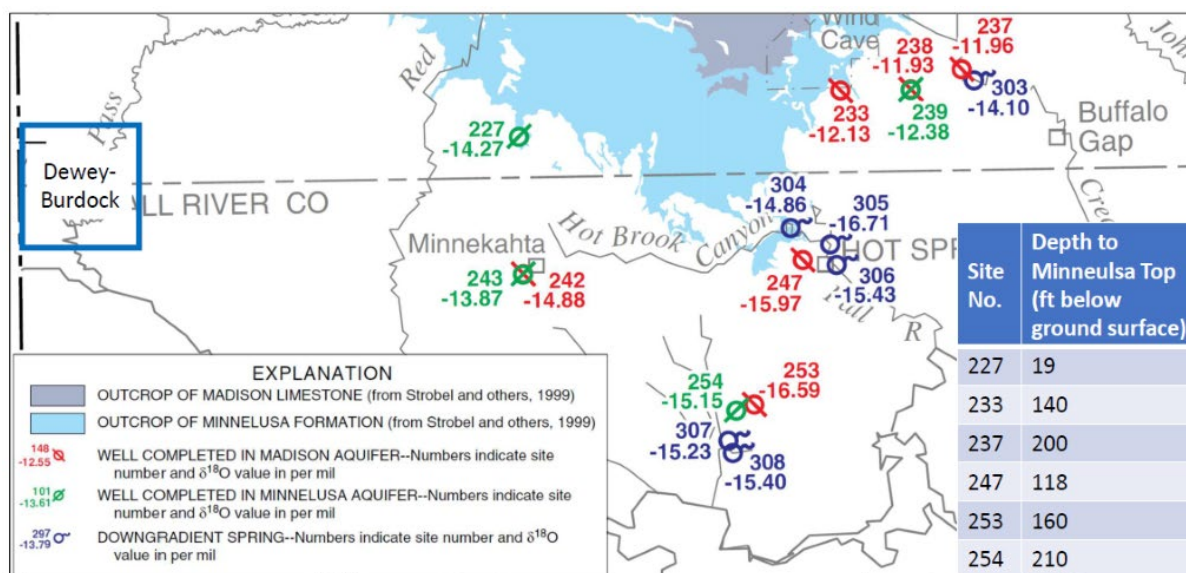 Wind
Cave
237
-11.96
238
-11.93
303
-14.10
233
-12.13
239
-12.38
Buffalo
Gap
Red
Pass
227
-14.27
Dewey-
Burdock
ALL RIVER CO
304
-14.86
305
-16.71
Hot Brook Canyon
HOT SPR
Minnekahta
243
-13.87
242
-14.88
247
-15.97
306
-15.43
Fall R
Cree
John
254
-15.15
253
-16.59
307
-15.23
308
-15.40
EXPLANATION
OUTCROP OF MADISON LIMESTONE (from Strobel and others, 1999)
OUTCROP OF MINNELUSA FORMATION (from Strobel and others, 1999)
148
-12.55
WELL COMPLETED IN MADISON AQUIFER--Numbers indicate site
number and δ18O value in per mil
101
-13.61
WELL COMPLETED IN MINNELUSA AQUIFER--Numbers indicate site
number and δ18O value in per mil
297
-13.79
DOWNGRADIENT SPRING--Numbers indicate site number and δ18O
value in per mil
Site
No.
Depth to
Minneulsa Top
(ft below
ground surface)
227 19
233 140
237 200
247 118
253 160
254 210